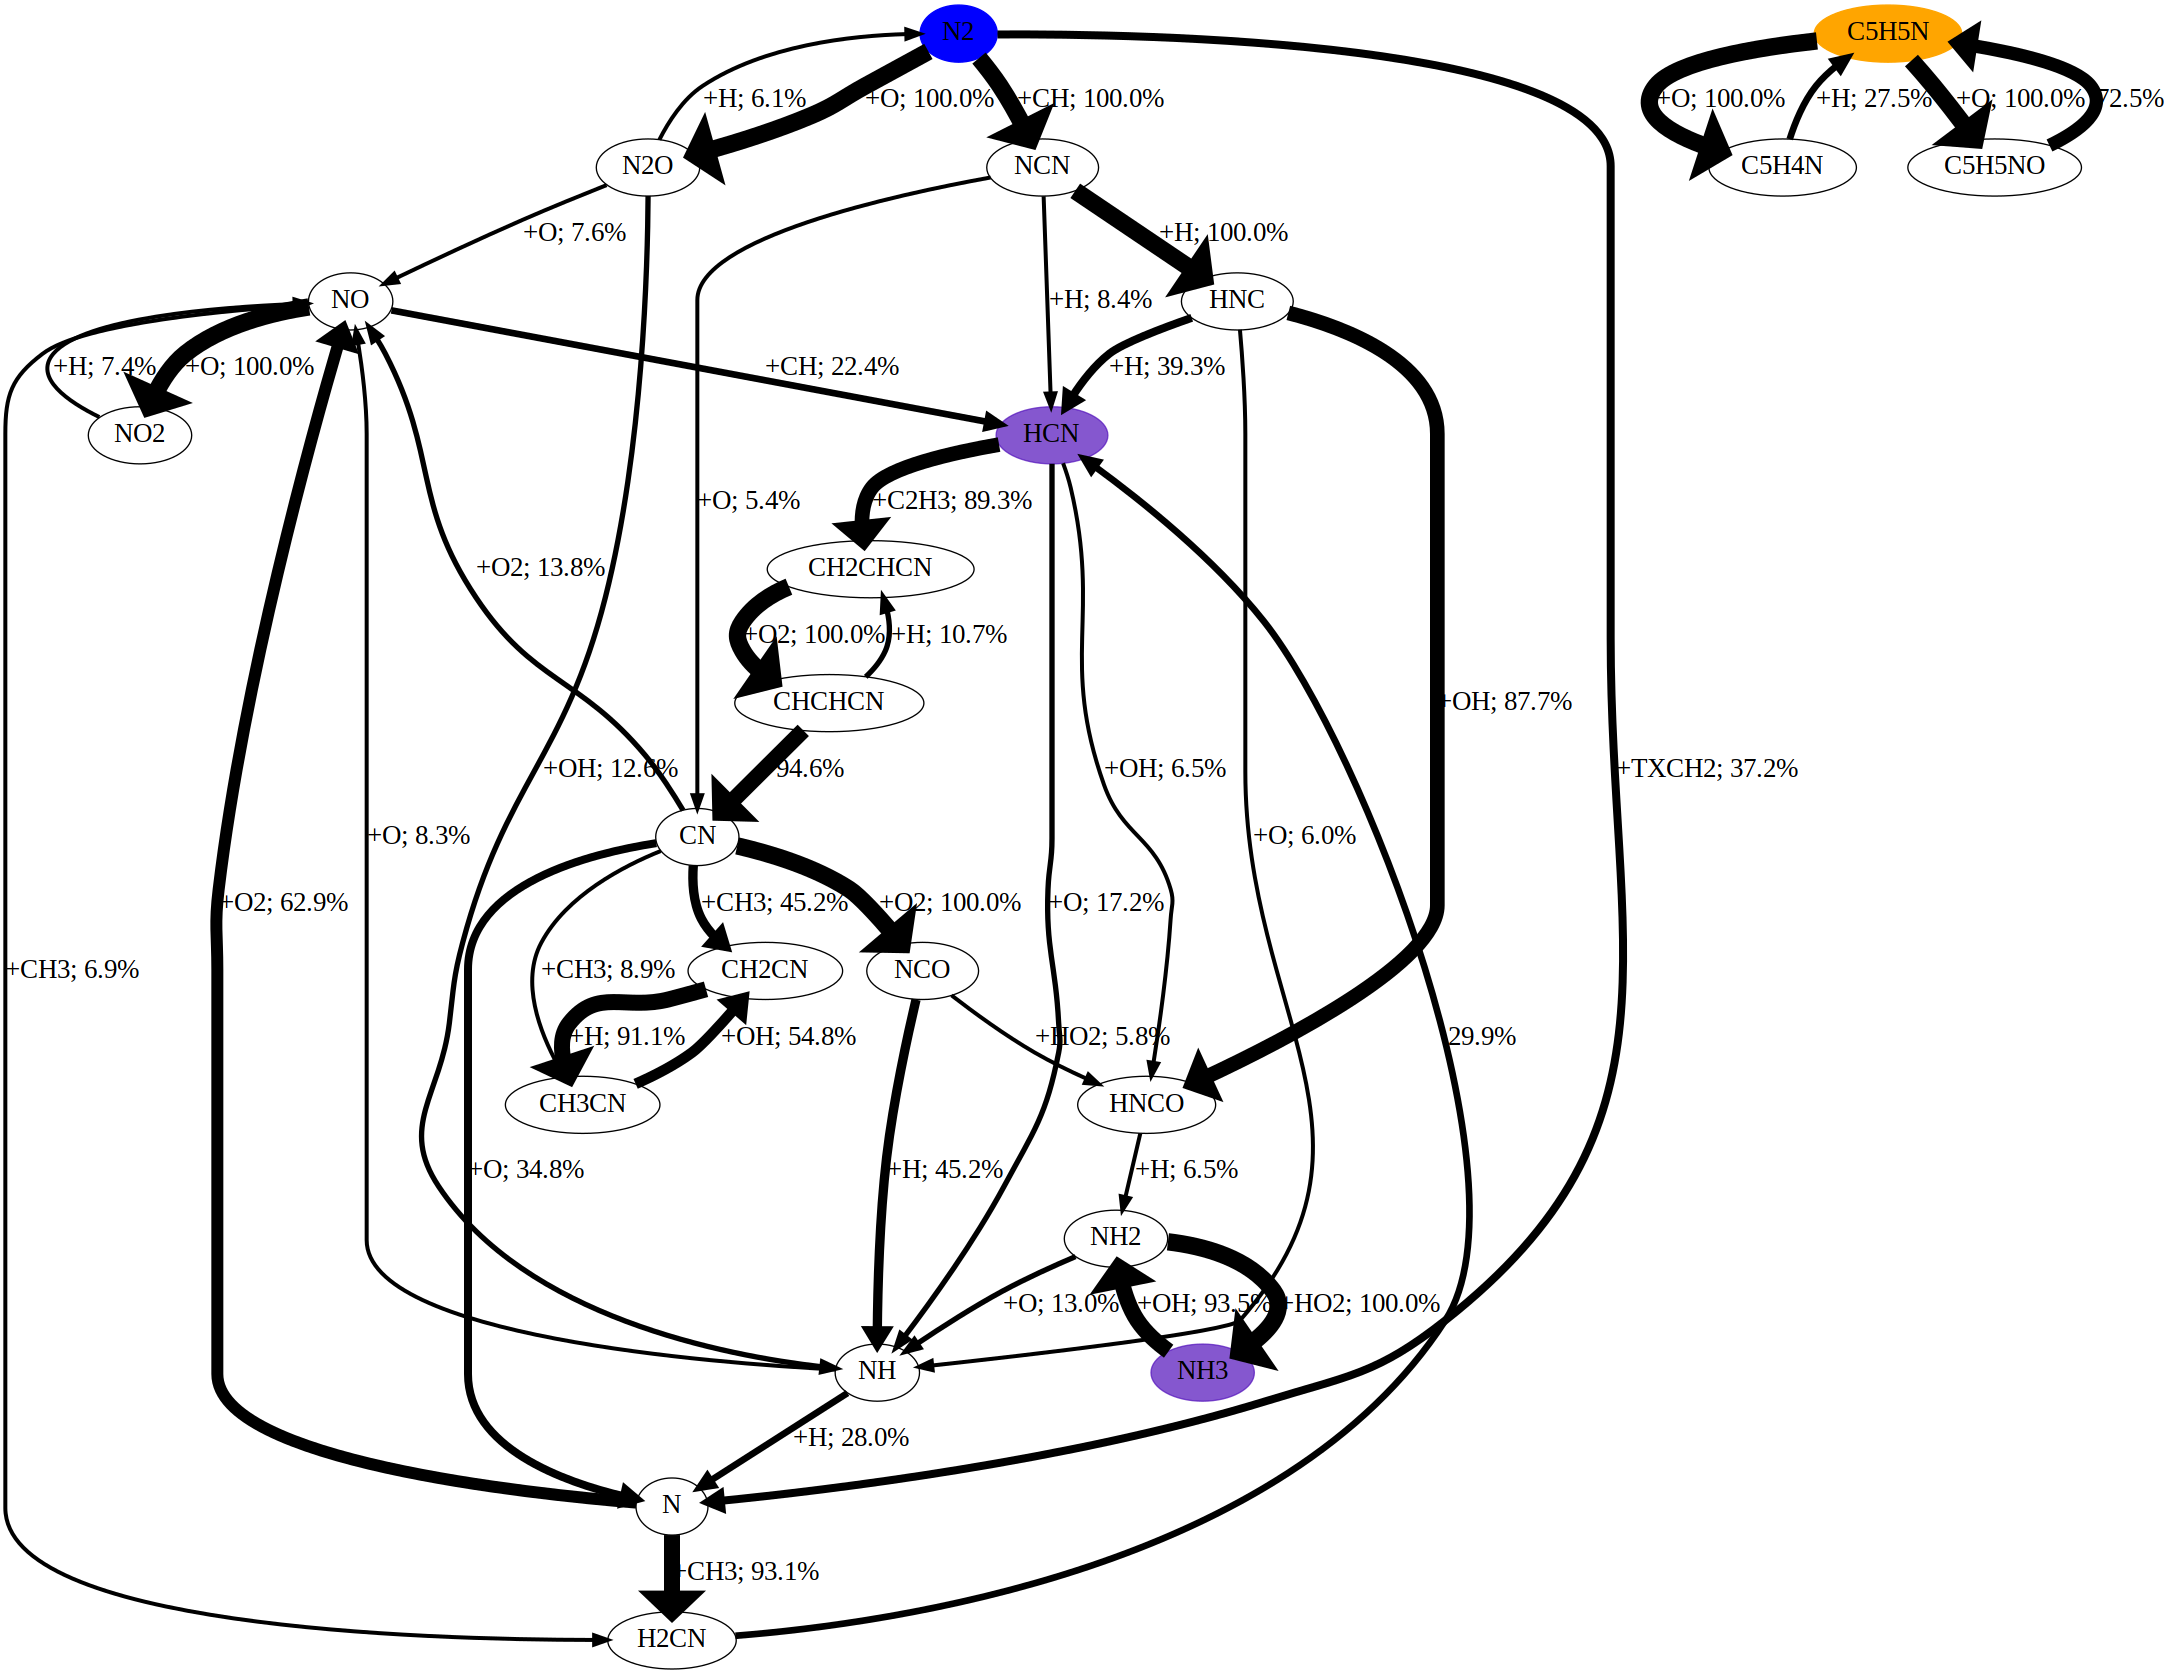 N2
C5H5N
+H; 6.1%
+O; 100.0%
+CH; 100.0%
+O; 100.0%
+H; 27.5%
+O; 100.0%
72.5%
N2O
NCN
C5H4N
C5H5NO
+O; 7.6%
+H; 100.0%
NO
+H; 8.4%
HNC
+H; 7.4%
+O; 100.0%
+CH; 22.4%
+H; 39.3%
NO2
HCN
+O; 5.4%
+C2H3; 89.3%
+O2; 13.8%
CH2CHCN
+O2; 100.0%
+H; 10.7%
CHCHCN
+OH; 87.7%
+OH; 12.6%
94.6%
+OH; 6.5%
+TXCH2; 37.2%
+O; 8.3%
CN
+O; 6.0%
+O2; 62.9%
+CH3; 45.2%
+O2; 100.0%
+O; 17.2%
+CH3; 6.9%
+CH3; 8.9%
CH2CN
NCO
+H; 91.1%
+OH; 54.8%
+HO2; 5.8%
29.9%
CH3CN
HNCO
+O; 34.8%
+H; 45.2%
+H; 6.5%
NH2
+O; 13.0%
+OH; 93.5%
+HO2; 100.0%
NH
NH3
+H; 28.0%
N
+CH3; 93.1%
H2CN